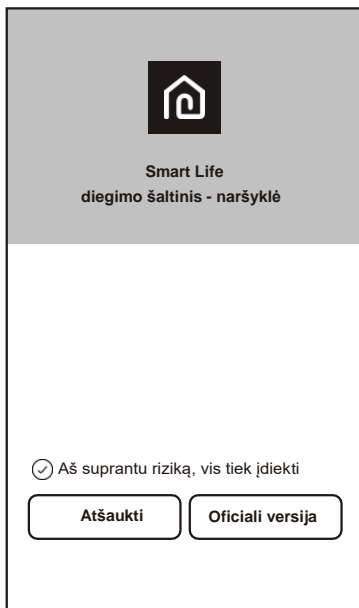 Smart Life
diegimo šaltinis - naršyklė
Aš suprantu riziką, vis tiek įdiekti
Atšaukti
Oficiali versija